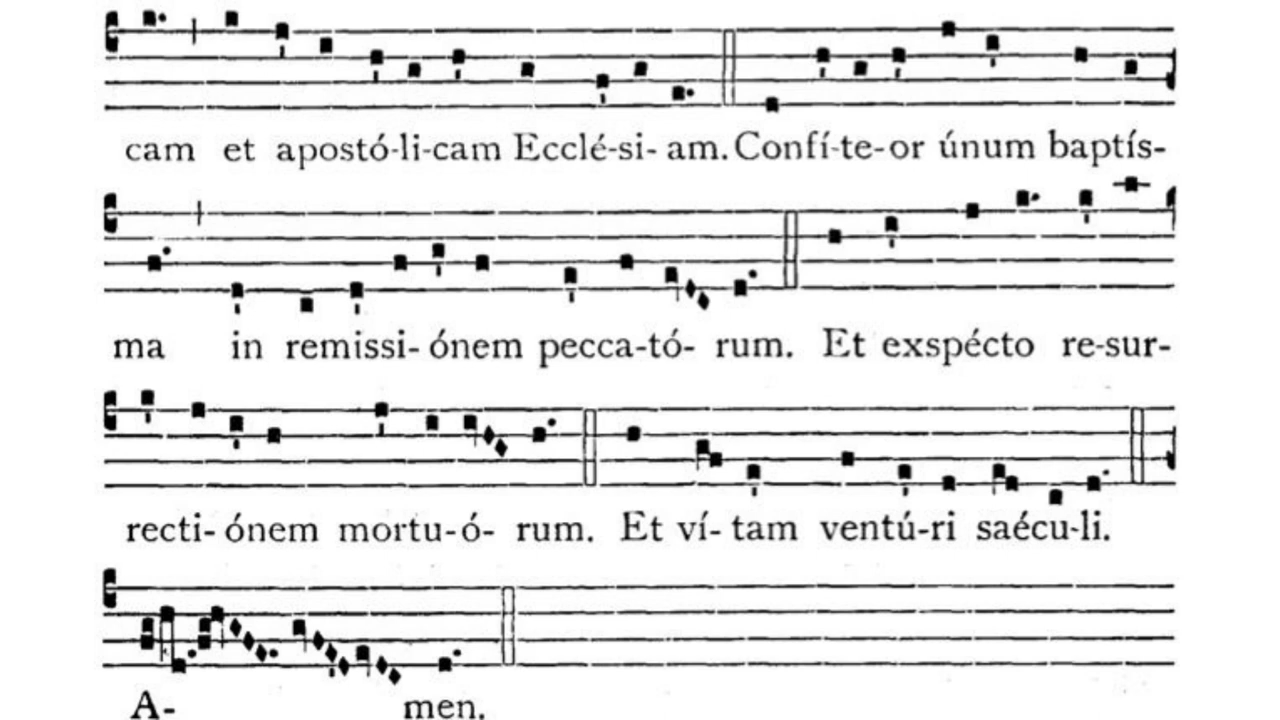 cam et apostó-li-cam Ecclé-si- am. Confí-te-or únum baptís-
ma in remissi- ónem pecca-tó- rum. Et exspécto re-sur-
recti- ónem mortu-ó- rum. Et ví- tam ventú-ri saécu-li.
A- men.